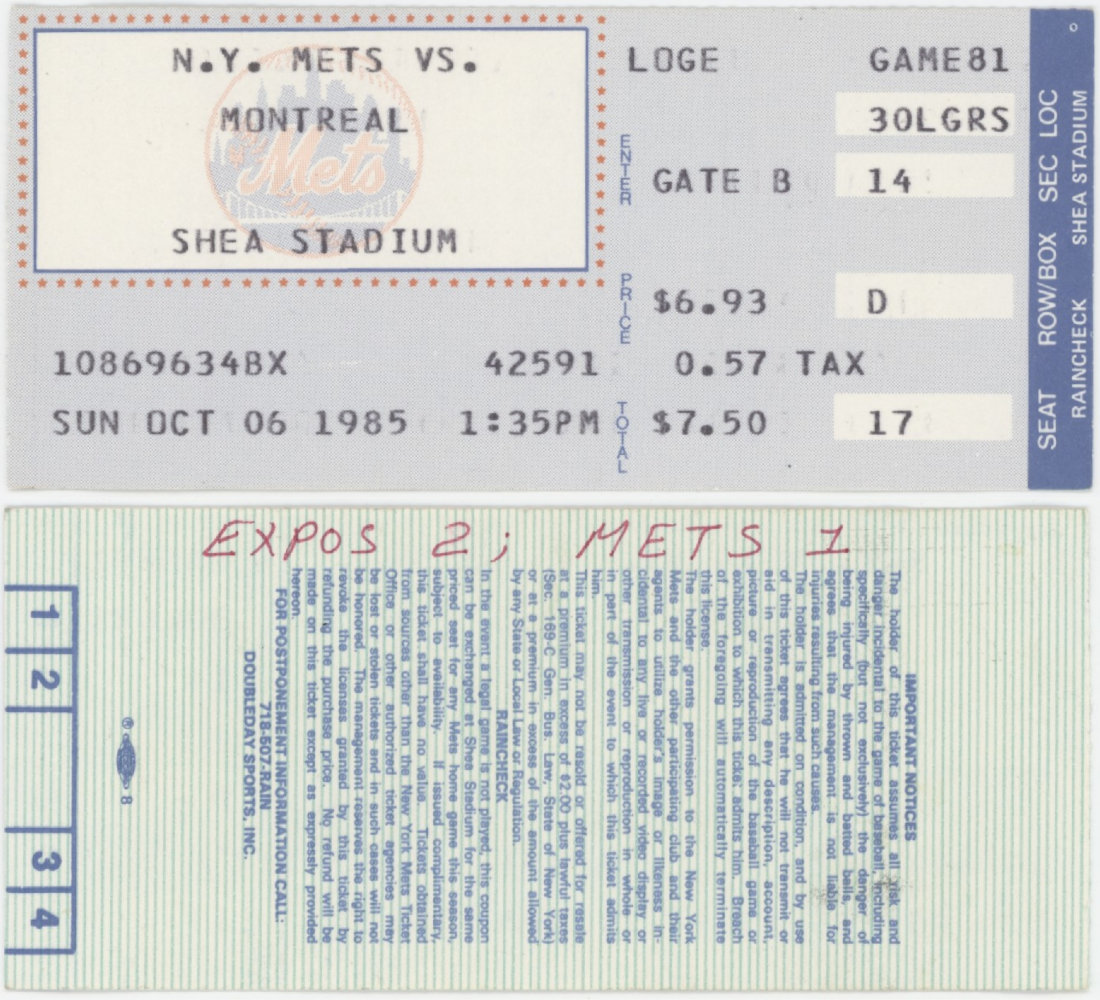 N.Y. METS VS.
MONTREAL
Mets
SHEA STADIUM
10869634BX 42591
SUN OCT 06 1985 1:35PM
LOGE GAME81
30LGRS
ENTER GATE B 14
PRICE $6.93 D
0.57 TAX
TOTAL $7.50 17
SEAT ROW/BOX SEC LOC
RAINCHECK SHEA STADIUM
EXPOS 2; METS 1
IMPORTANT NOTICES
The holder of this ticket assumes all risk and
danger incidental to the game of baseball, including
specifically (but not exclusively) the danger of
being injured by thrown and batted balls, and
agrees that the management is not liable for
injuries resulting from such causes.
The holder is admitted on condition, and by use
of this ticket agrees that he will not transmit or
aid in transmitting any description, account,
picture or reproduction of the baseball game or
exhibition to which this ticket admits him. Breach
of the foregoing will automatically terminate
this license.
The holder grants permission to the New York
Mets and the other participating club and their
agents to utilize holder's image or likeness in-
cidental to any live or recorded video display or
other transmission or reproduction in whole or
in part of the event to which this ticket admits
him.
This ticket may not be resold or offered for resale
at a premium in excess of $2.00 plus lawful taxes
(Sec. 169-C Gen. Bus. Law, State of New York)
or at a premium in excess of the amount allowed
by any State or Local Law or Regulation.
RAINCHECK
In the event a legal game is not played, this coupon
can be exchanged at Shea Stadium for the same
priced seat for any Mets home game this season,
subject to availability. If issued complimentary,
this ticket shall have no value. Tickets obtained
from sources other than the New York Mets Ticket
Office or other authorized ticket agencies may
be lost or stolen tickets and in such cases will not
be honored. The management reserves the right to
revoke the licenses granted by this ticket by
refunding the purchase price. No refund will be
made on this ticket except as expressly provided
hereon.
FOR POSTPONEMENT INFORMATION CALL:
718-507-RAIN
DOUBLEDAY SPORTS, INC.
® 8
1 2 3 4